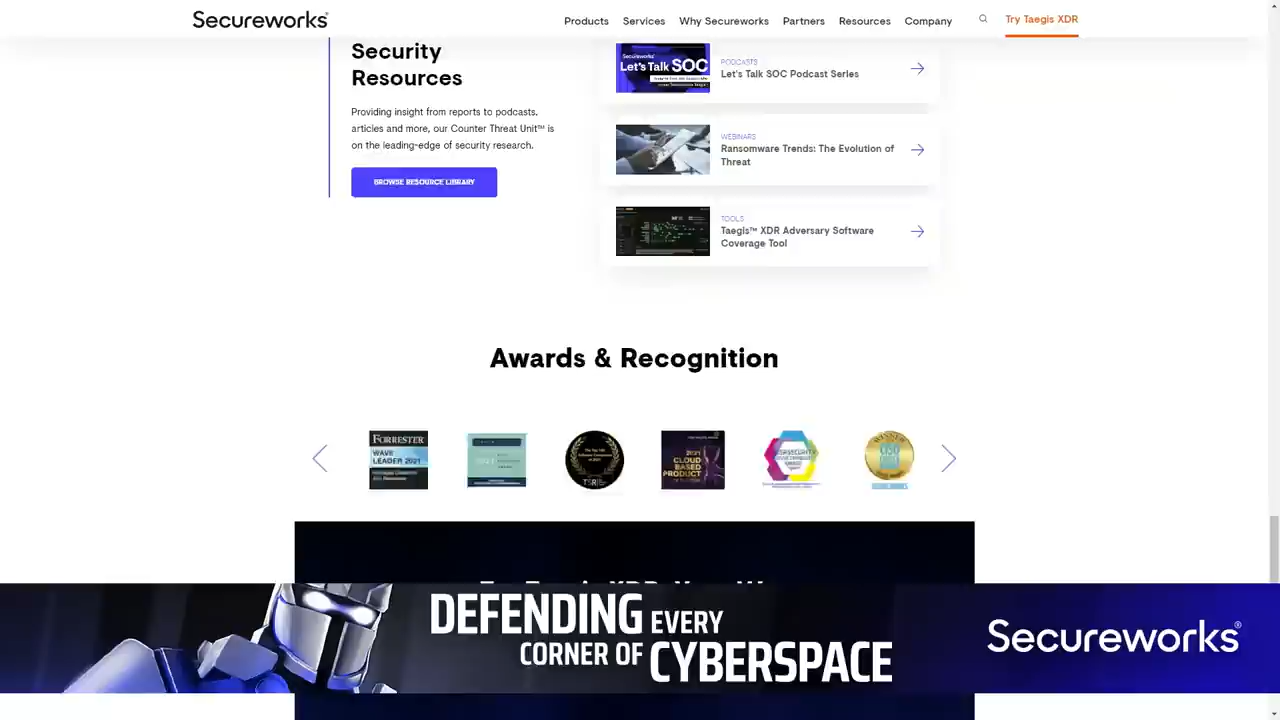 Secureworks®
Products Services Why Secureworks Partners Resources Company Try Taegis XDR
Security
Resources
Providing insight from reports to podcasts,
articles and more, our Counter Threat Unit™ is
on the leading-edge of security research.
BROWSE RESOURCE LIBRARY
Secureworks
Let's Talk SOC
PODCASTS
Let's Talk SOC Podcast Series
WEBINARS
Ransomware Trends: The Evolution of
Threat
TOOLS
Taegis™ XDR Adversary Software
Coverage Tool
Awards & Recognition
FORRESTER
WAVE
LEADER 2021
2021
CLOUD
BASED
PRODUCT
CYBERSECURITY
WINNER
DEFENDING EVERY
CORNER OF CYBERSPACE
Secureworks®